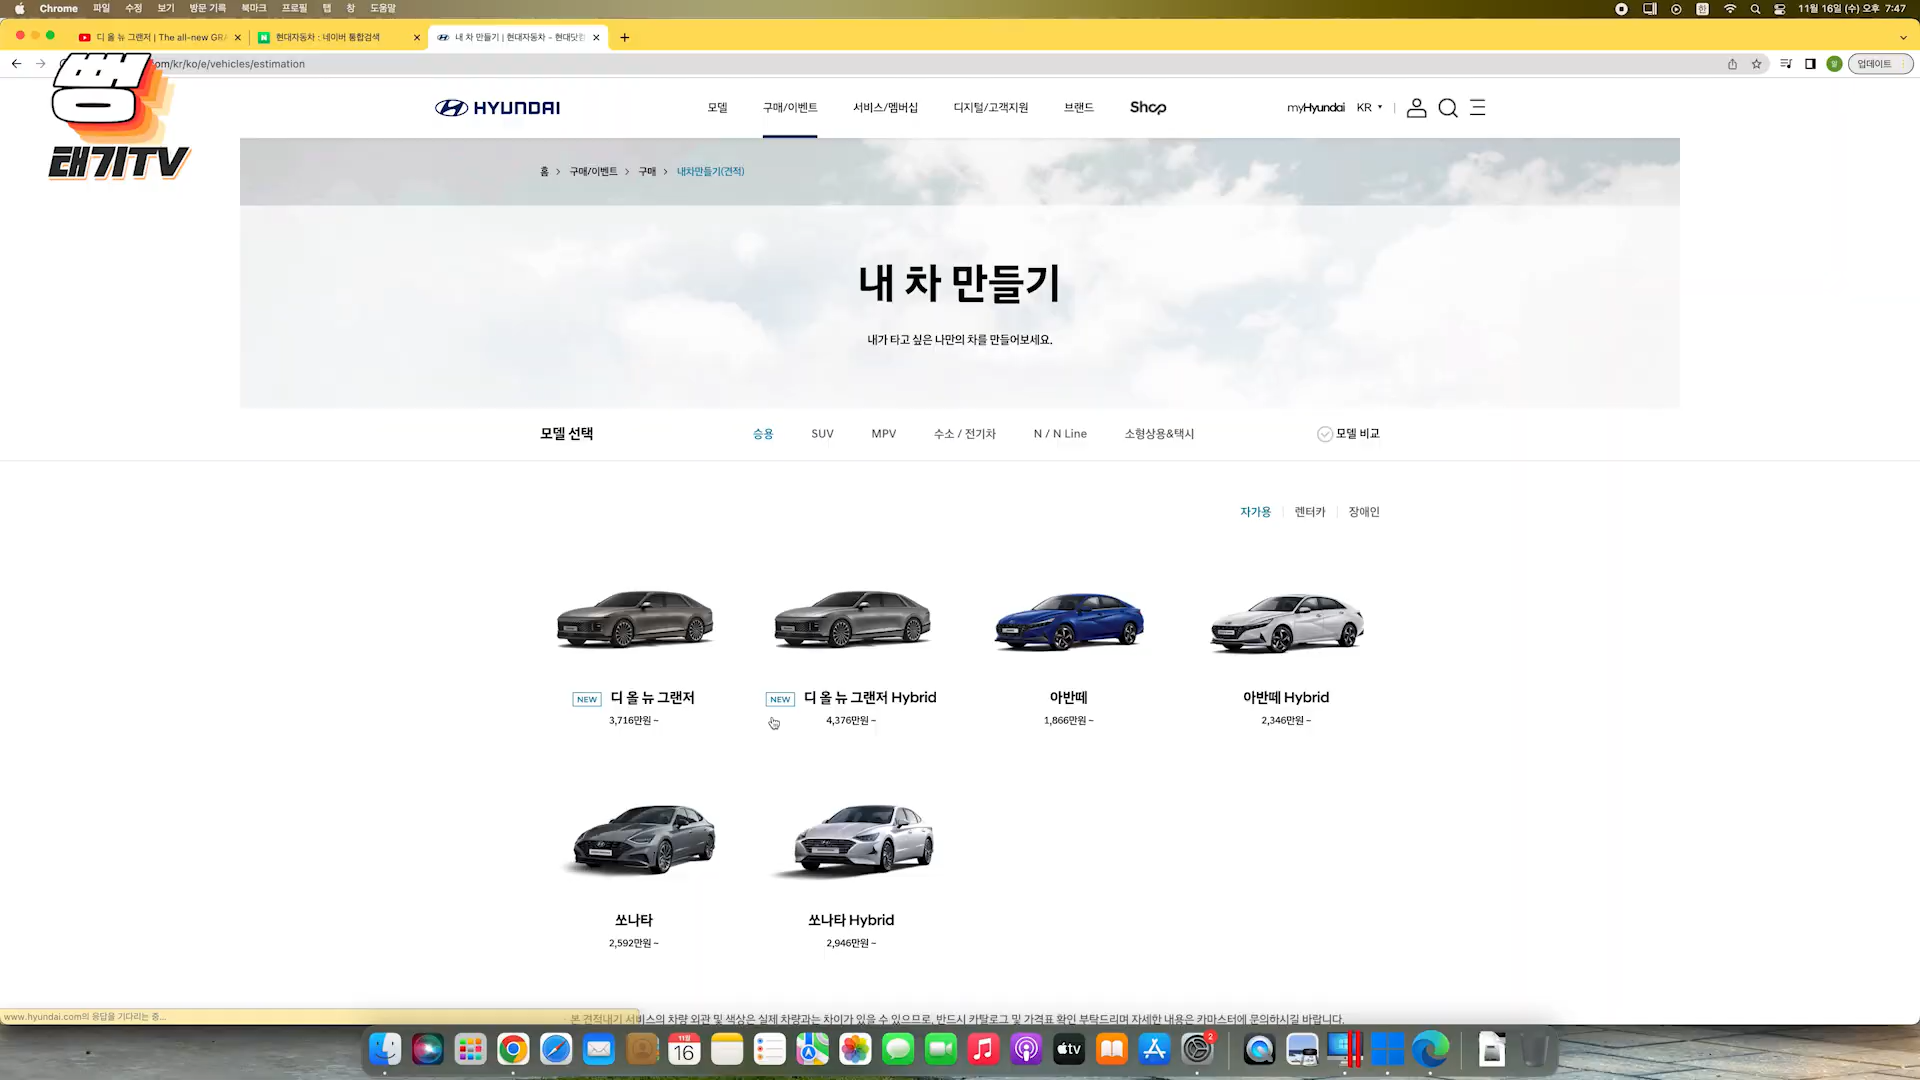 Chrome 파일 수정 보기 방문 기록 북마크 프로필 탭 창 도움말
한
11월 16일 (수) 오후 7:47
디 올 뉴 그랜저 | The all-new GRA
현대자동차 : 네이버 통합검색
내 차 만들기 | 현대자동차 - 현대닷컴
om/kr/ko/e/vehicles/estimation
업데이트
태기TV
HYUNDAI
모델 구매/이벤트 서비스/멤버십 디지털/고객지원 브랜드 Shop
myHyundai KR
홈 > 구매/이벤트 > 구매 > 내차만들기(견적)
내 차 만들기
내가 타고 싶은 나만의 차를 만들어보세요.
모델 선택
승용 SUV MPV 수소 / 전기차 N / N Line 소형상용&택시
모델 비교
자가용 렌터카 장애인
NEW 디 올 뉴 그랜저
3,716만원 ~
NEW 디 올 뉴 그랜저 Hybrid
4,376만원 ~
아반떼
1,866만원 ~
아반떼 Hybrid
2,346만원 ~
쏘나타
2,592만원 ~
쏘나타 Hybrid
2,946만원 ~
www.hyundai.com의 응답을 기다리는 중...
본 견적내기 서비스의 차량 외관 및 색상은 실제 차량과는 차이가 있을 수 있으므로, 반드시 카탈로그 및 가격표 확인 부탁드리며 자세한 내용은 카마스터에 문의하시길 바랍니다.
11월
16
tv
2